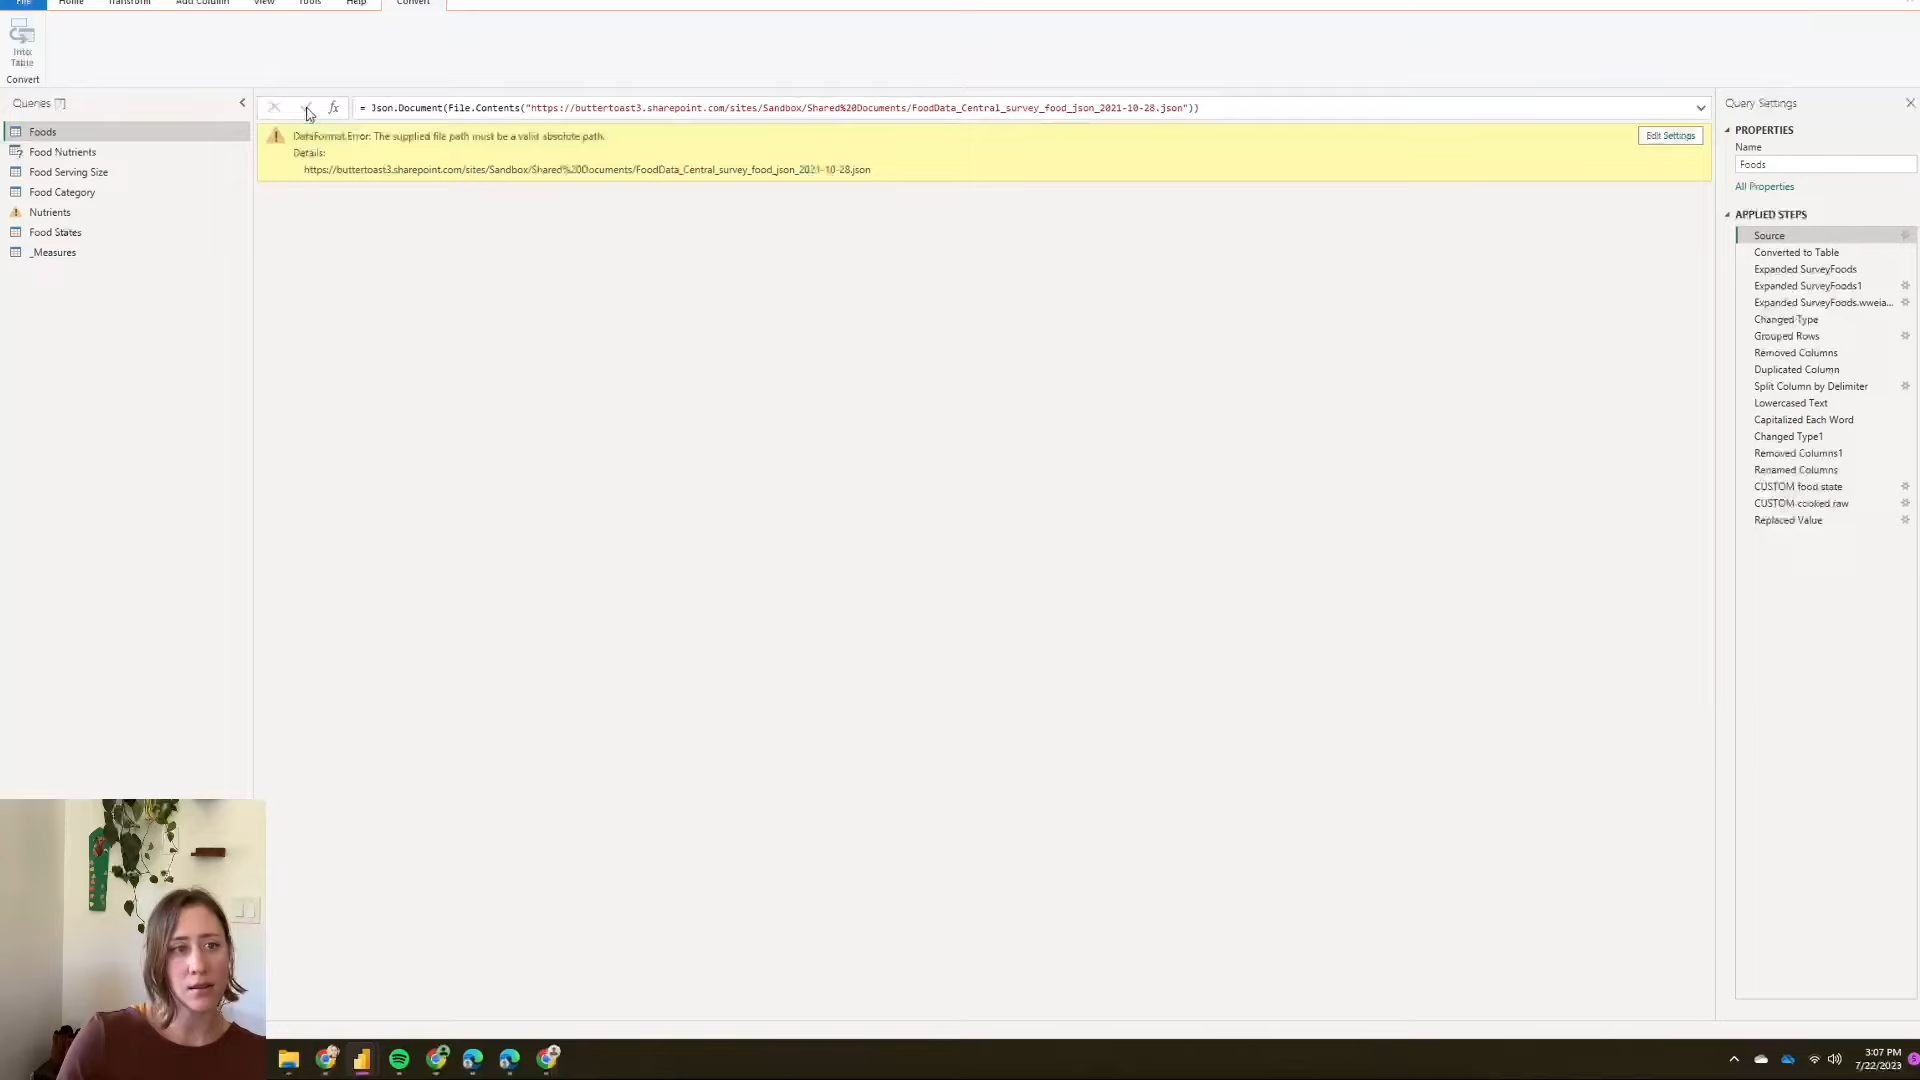 File Home Transform Add Column View Tools Help Convert
Into
Table
Convert
Queries [7]
= Json.Document(File.Contents("https://buttertoast3.sharepoint.com/sites/Sandbox/Shared%20Documents/FoodData_Central_survey_food_json_2021-10-28.json"))
Query Settings
Foods
Food Nutrients
Food Serving Size
Food Category
Nutrients
Food States
_Measures
DataFormat.Error: The supplied file path must be a valid absolute path.
Details:
https://buttertoast3.sharepoint.com/sites/Sandbox/Shared%20Documents/FoodData_Central_survey_food_json_2021-10-28.json
Edit Settings
PROPERTIES
Name
Foods
All Properties
APPLIED STEPS
Source
Converted to Table
Expanded SurveyFoods
Expanded SurveyFoods1
Expanded SurveyFoods.wweia...
Changed Type
Grouped Rows
Removed Columns
Duplicated Column
Split Column by Delimiter
Lowercased Text
Capitalized Each Word
Changed Type1
Removed Columns1
Renamed Columns
CUSTOM food state
CUSTOM cooked raw
Replaced Value
3:07 PM
7/22/2023
5